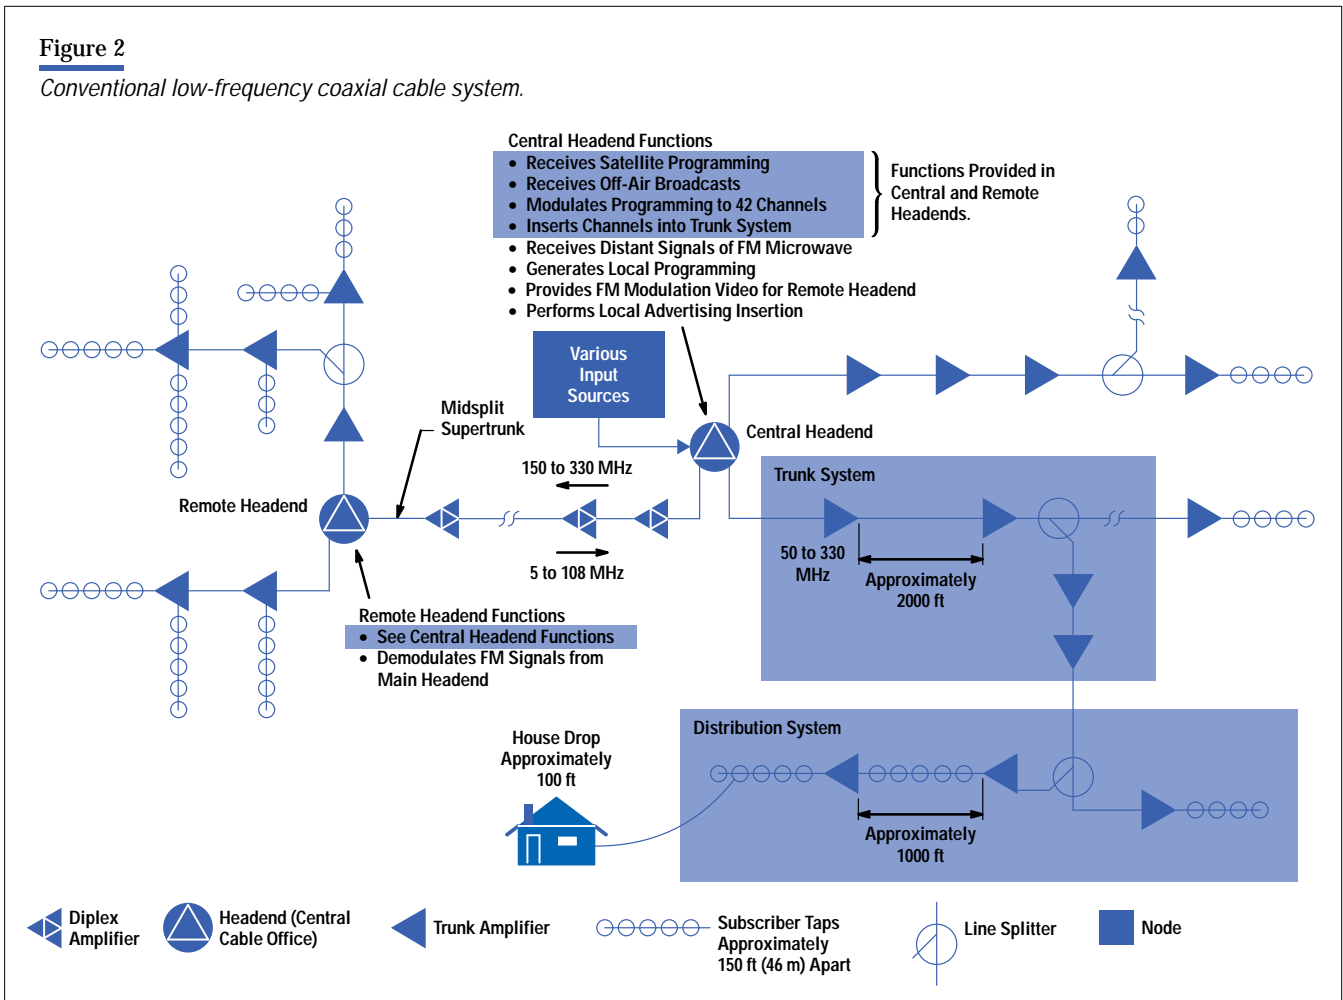 Figure 2
Conventional low-frequency coaxial cable system.
Central Headend Functions
• Receives Satellite Programming
• Receives Off-Air Broadcasts
• Modulates Programming to 42 Channels
• Inserts Channels into Trunk System
• Receives Distant Signals of FM Microwave
• Generates Local Programming
• Provides FM Modulation Video for Remote Headend
• Performs Local Advertising Insertion
Functions Provided in
Central and Remote
Headends.
Various
Input
Sources
Midsplit
Supertrunk
Central Headend
150 to 330 MHz
Remote Headend
5 to 108 MHz
Trunk System
50 to 330
MHz
Approximately
2000 ft
Remote Headend Functions
• See Central Headend Functions
• Demodulates FM Signals from
Main Headend
Distribution System
House Drop
Approximately
100 ft
Approximately
1000 ft
Diplex
Amplifier
Headend (Central
Cable Office)
Trunk Amplifier
Subscriber Taps
Approximately
150 ft (46 m) Apart
Line Splitter
Node